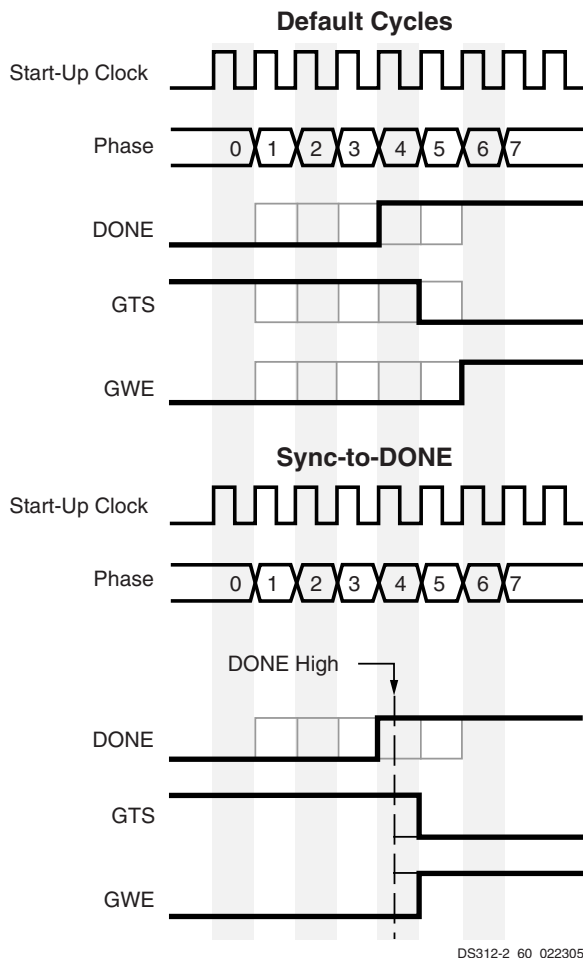 Default Cycles
Start-Up Clock
Phase 0 1 2 3 4 5 6 7
DONE
GTS
GWE
Sync-to-DONE
Start-Up Clock
Phase 0 1 2 3 4 5 6 7
DONE High
DONE
GTS
GWE
DS312-2_60_022305